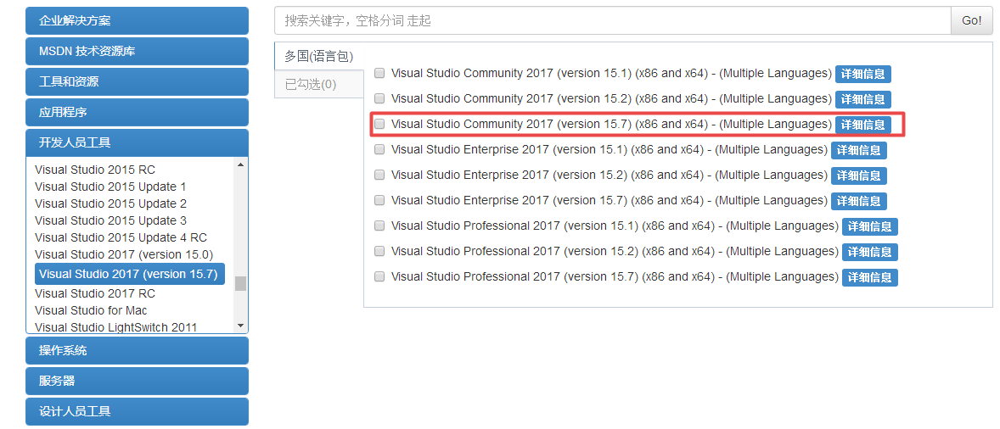 企业解决方案
MSDN 技术资源库
工具和资源
应用程序
开发人员工具
Visual Studio 2015 RC
Visual Studio 2015 Update 1
Visual Studio 2015 Update 2
Visual Studio 2015 Update 3
Visual Studio 2015 Update 4 RC
Visual Studio 2017 (version 15.0)
Visual Studio 2017 (version 15.7)
Visual Studio 2017 RC
Visual Studio for Mac
Visual Studio LightSwitch 2011
操作系统
服务器
设计人员工具
搜索关键字，空格分词 走起 Go!
多国(语言包)
已勾选(0)
Visual Studio Community 2017 (version 15.1) (x86 and x64) - (Multiple Languages) 详细信息
Visual Studio Community 2017 (version 15.2) (x86 and x64) - (Multiple Languages) 详细信息
Visual Studio Community 2017 (version 15.7) (x86 and x64) - (Multiple Languages) 详细信息
Visual Studio Enterprise 2017 (version 15.1) (x86 and x64) - (Multiple Languages) 详细信息
Visual Studio Enterprise 2017 (version 15.2) (x86 and x64) - (Multiple Languages) 详细信息
Visual Studio Enterprise 2017 (version 15.7) (x86 and x64) - (Multiple Languages) 详细信息
Visual Studio Professional 2017 (version 15.1) (x86 and x64) - (Multiple Languages) 详细信息
Visual Studio Professional 2017 (version 15.2) (x86 and x64) - (Multiple Languages) 详细信息
Visual Studio Professional 2017 (version 15.7) (x86 and x64) - (Multiple Languages) 详细信息